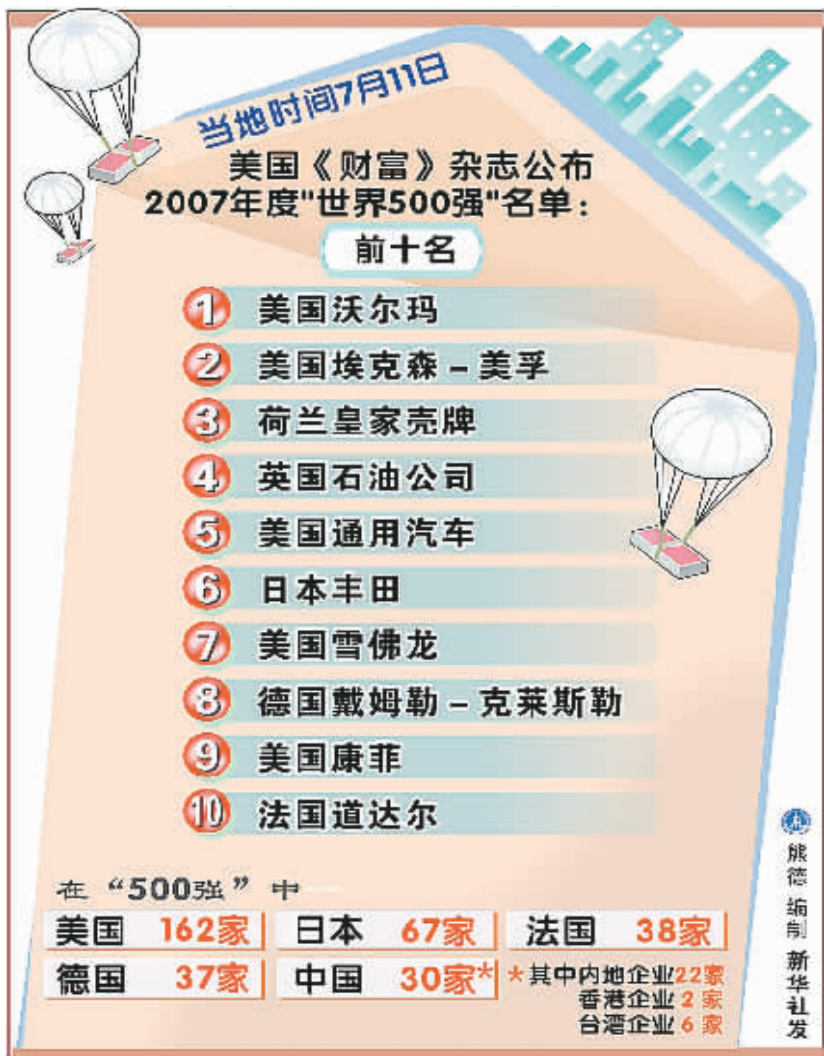 当地时间7月11日
美国《财富》杂志公布
2007年度"世界500强"名单：
前十名
1 美国沃尔玛
2 美国埃克森－美孚
3 荷兰皇家壳牌
4 英国石油公司
5 美国通用汽车
6 日本丰田
7 美国雪佛龙
8 德国戴姆勒－克莱斯勒
9 美国康菲
10 法国道达尔
在“500强”中
美国 162家 日本 67家 法国 38家
德国 37家 中国 30家* *其中内地企业22家
香港企业 2 家
台湾企业 6 家
熊德 编制 新华社发